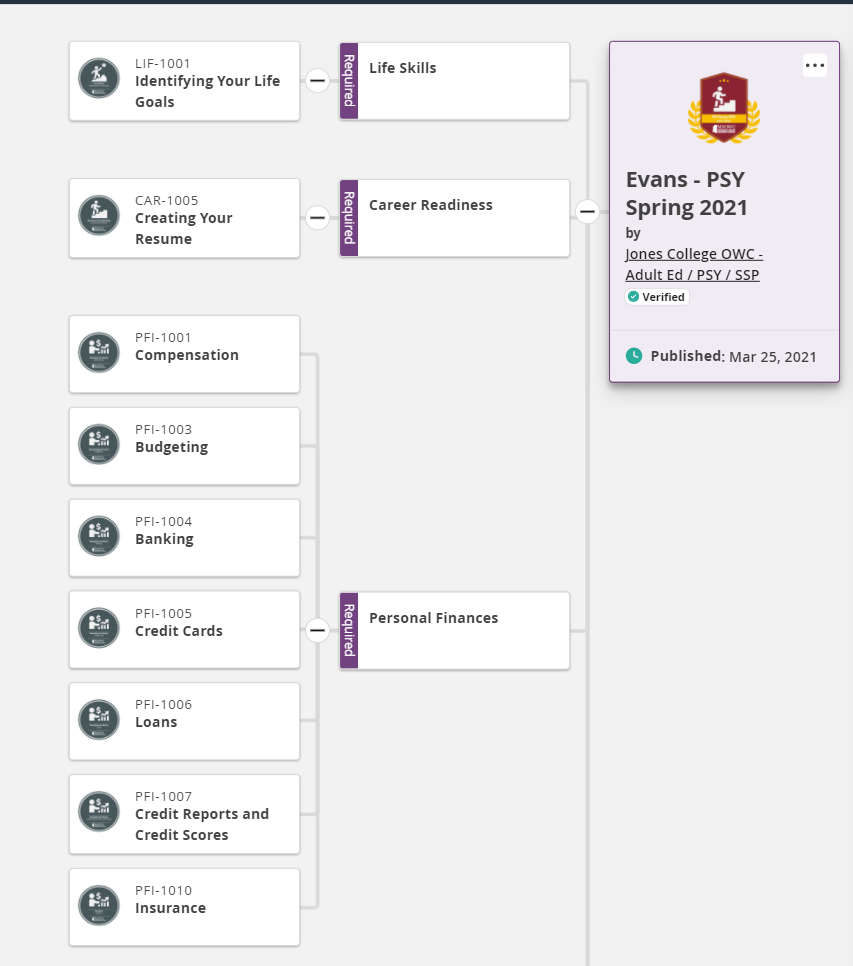 LIF-1001
Identifying Your Life
Goals
Required
Life Skills
CAR-1005
Creating Your
Resume
Required
Career Readiness
Evans - PSY
Spring 2021
by
Jones College OWC -
Adult Ed / PSY / SSP
Verified
Published: Mar 25, 2021
PFI-1001
Compensation
PFI-1003
Budgeting
PFI-1004
Banking
PFI-1005
Credit Cards
Required
Personal Finances
PFI-1006
Loans
PFI-1007
Credit Reports and
Credit Scores
PFI-1010
Insurance